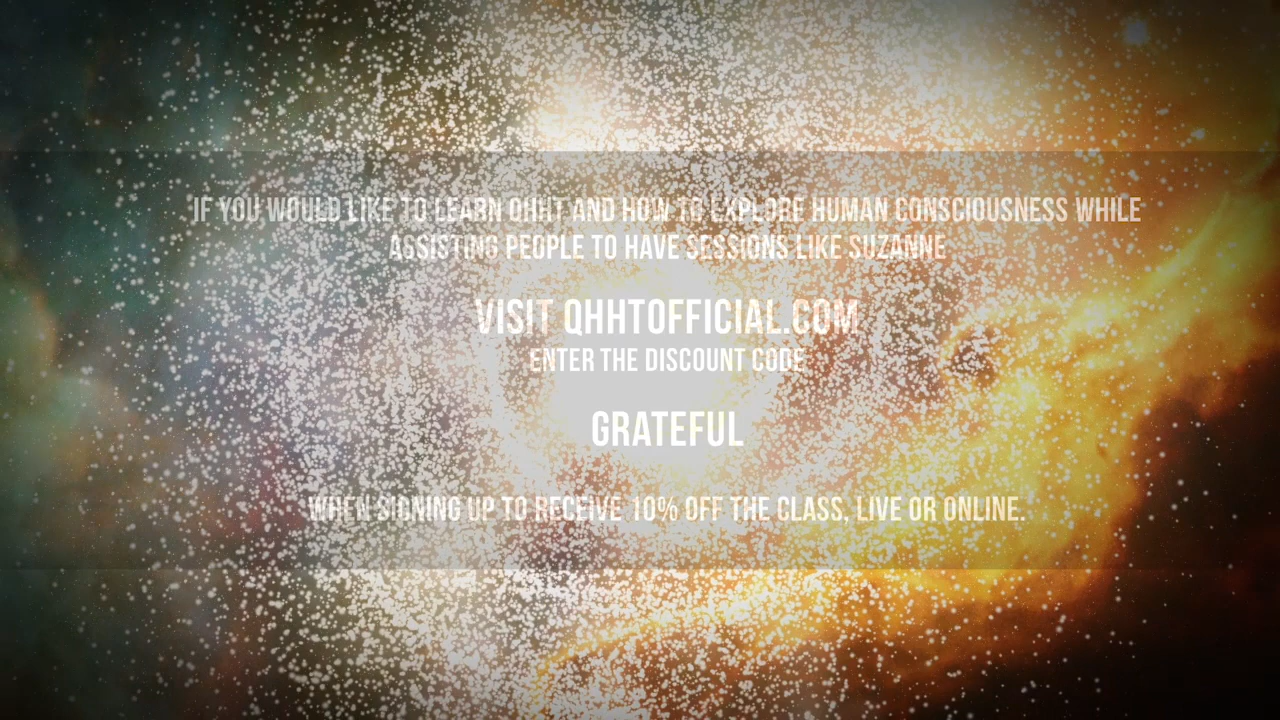 IF YOU WOULD LIKE TO LEARN QHHT AND HOW TO EXPLORE HUMAN CONSCIOUSNESS WHILE
ASSISTING PEOPLE TO HAVE SESSIONS LIKE SUZANNE
VISIT QHHTOFFICIAL.COM
ENTER THE DISCOUNT CODE
GRATEFUL
WHEN SIGNING UP TO RECEIVE 10% OFF THE CLASS, LIVE OR ONLINE.